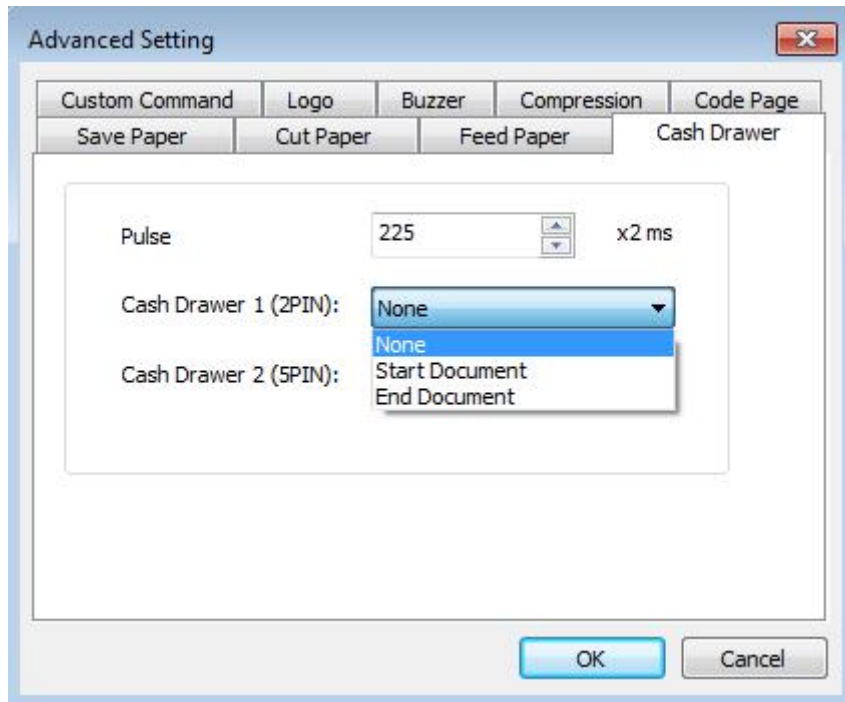 Advanced Setting
Custom Command Logo Buzzer Compression Code Page
Save Paper Cut Paper Feed Paper Cash Drawer
Pulse 225 x2 ms
Cash Drawer 1 (2PIN): None
None
Start Document
Cash Drawer 2 (5PIN):
End Document
OK Cancel